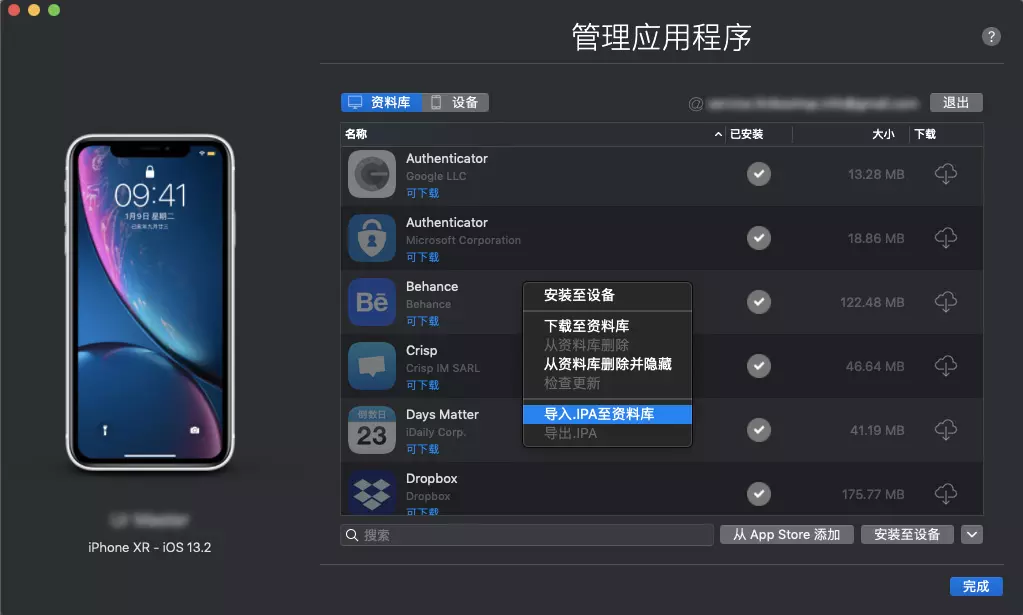 管理应用程序
?
资料库 设备
@
退出
名称 已安装 大小 下载
Authenticator
Google LLC
可下载
13.28 MB
Authenticator
Microsoft Corporation
可下载
18.86 MB
Behance
Behance
可下载
122.48 MB
Bē
Crisp
Crisp IM SARL
可下载
46.64 MB
倒数日
23
Days Matter
iDaily Corp.
可下载
41.19 MB
Dropbox
Dropbox
可下载
175.77 MB
安装至设备
下载至资料库
从资料库删除
从资料库删除并隐藏
检查更新
导入.IPA至资料库
导出.IPA
搜索
从 App Store 添加 安装至设备
完成
09:41
1月9日 星期二
iPhone XR - iOS 13.2